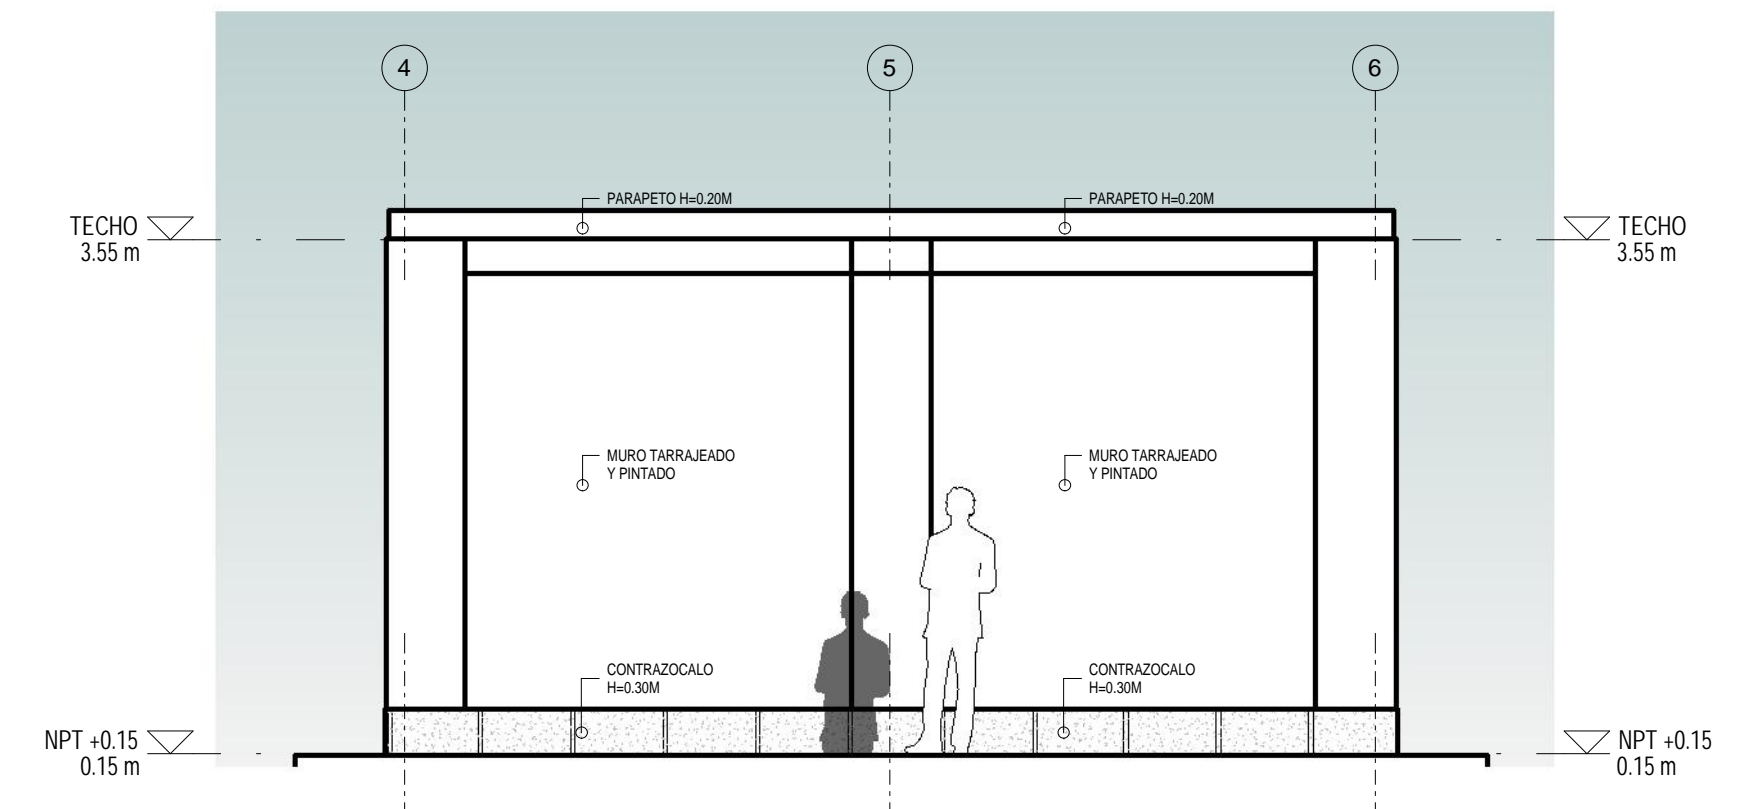 4
5
6
PARAPETO H=0.20M
PARAPETO H=0.20M
TECHO
3.55 m
TECHO
3.55 m
MURO TARRAJEADO
Y PINTADO
MURO TARRAJEADO
Y PINTADO
CONTRAZOCALO
H=0.30M
CONTRAZOCALO
H=0.30M
NPT +0.15
0.15 m
NPT +0.15
0.15 m